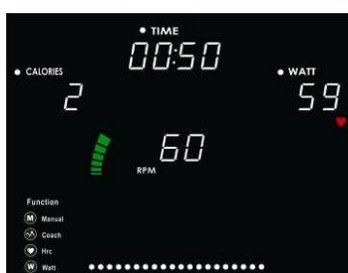 TIME
00:50
CALORIES
WATT
2
59
60
RPM
Function
M Manual
Coach
Hrc
W Watt